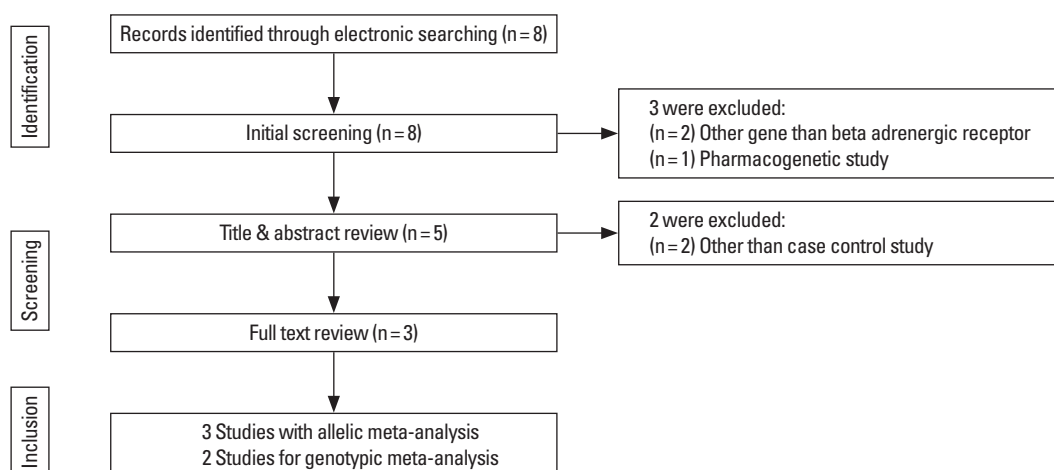 Identification
Records identified through electronic searching (n=8)
Initial screening (n=8)
3 were excluded:
(n=2) Other gene than beta adrenergic receptor
(n=1) Pharmacogenetic study
Screening
Title & abstract review (n=5)
2 were excluded:
(n=2) Other than case control study
Full text review (n=3)
Inclusion
3 Studies with allelic meta-analysis
2 Studies for genotypic meta-analysis